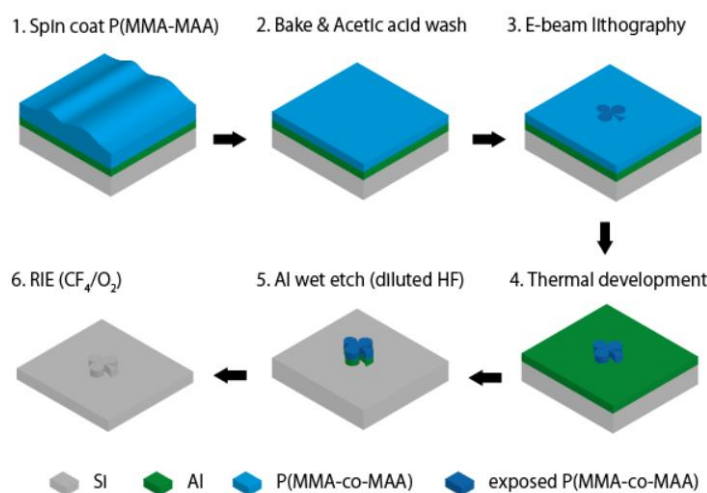 1. Spin coat P(MMA-MAA)
2. Bake & Acetic acid wash
3. E-beam lithography
6. RIE (CF₄/O₂)
5. Al wet etch (diluted HF)
4. Thermal development
Si
Al
P(MMA-co-MAA)
exposed P(MMA-co-MAA)